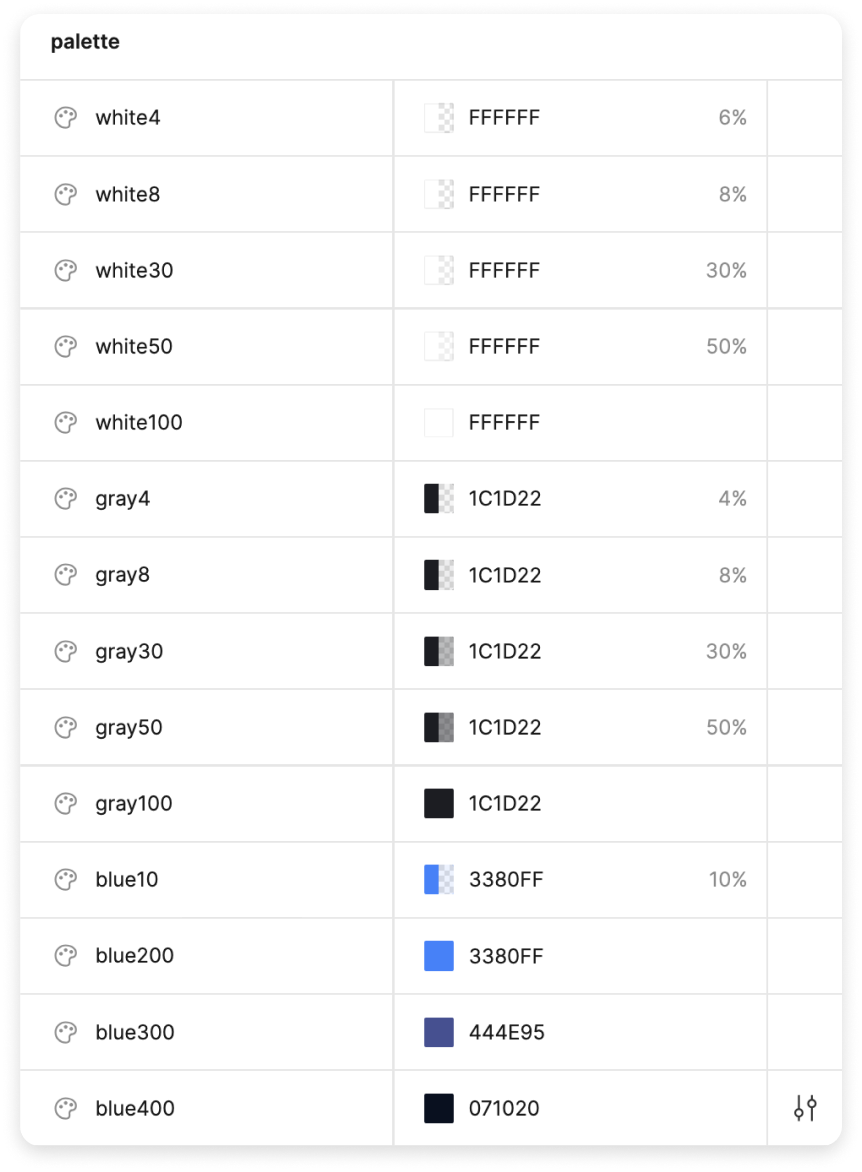 palette
white4 FFFFFF 6%
white8 FFFFFF 8%
white30 FFFFFF 30%
white50 FFFFFF 50%
white100 FFFFFF
gray4 1C1D22 4%
gray8 1C1D22 8%
gray30 1C1D22 30%
gray50 1C1D22 50%
gray100 1C1D22
blue10 3380FF 10%
blue200 3380FF
blue300 444E95
blue400 071020